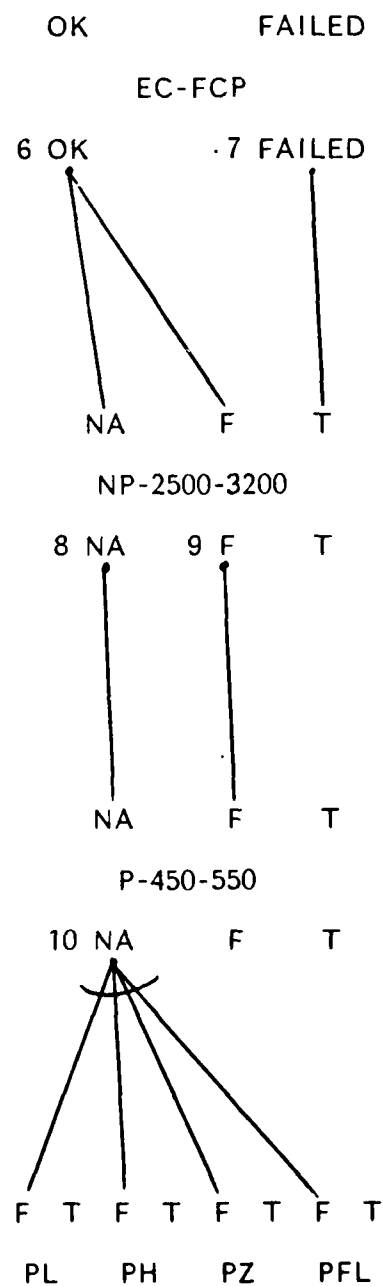 OK FAILED
EC-FCP
6 OK 7 FAILED
NA F T
NP-2500-3200
8 NA 9 F T
NA F T
P-450-550
10 NA F T
F T F T F T F T
PL PH PZ PFL